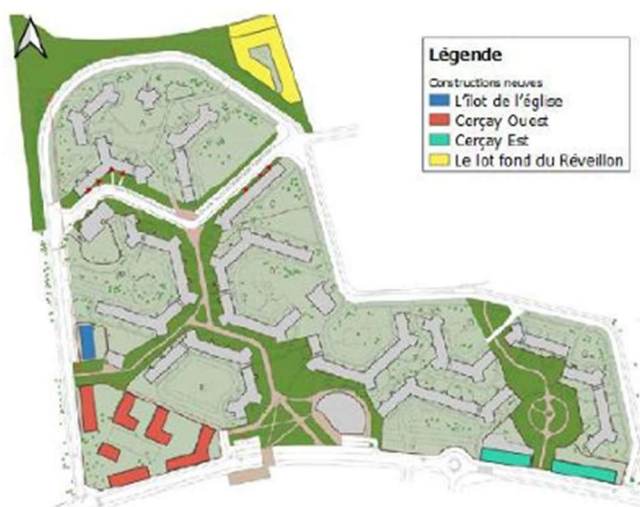 Légende
Constructions neuves
L'îlot de l'église
Cerçay Ouest
Cerçay Est
Le lot fond du Réveillon